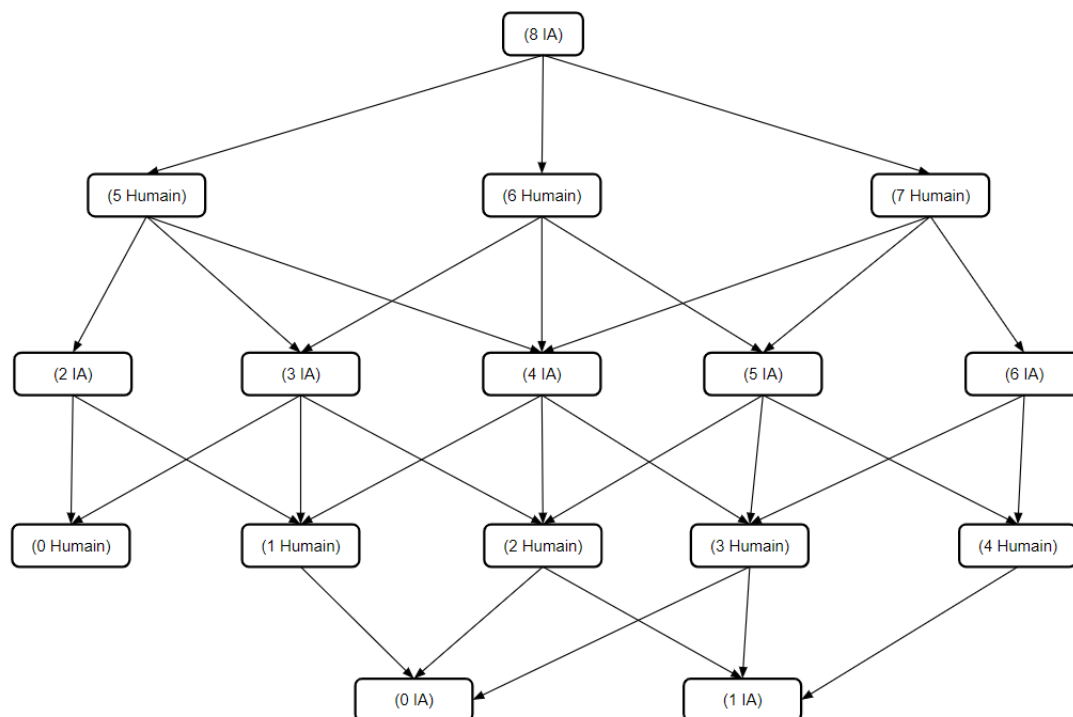 (8 IA)
(5 Humain)
(6 Humain)
(7 Humain)
(2 IA)
(3 IA)
(4 IA)
(5 IA)
(6 IA)
(0 Humain)
(1 Humain)
(2 Humain)
(3 Humain)
(4 Humain)
(0 IA)
(1 IA)